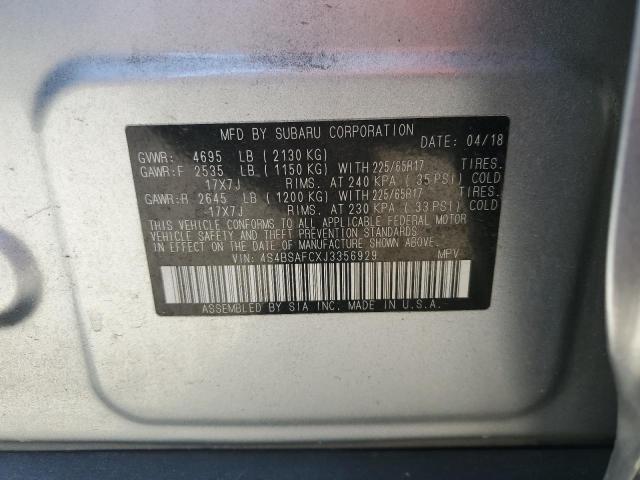 MFD BY SUBARU CORPORATION DATE: 04/18
GVWR: 4695 LB ( 2130 KG)
GAWR:F 2535 LB ( 1150 KG) WITH 225/65R17 TIRES.
17X7J RIMS. AT 240 KPA ( 35 PSI) COLD
GAWR:R 2645 LB ( 1200 KG) WITH 225/65R17 TIRES.
17X7J RIMS. AT 230 KPA ( 33 PSI) COLD
THIS VEHICLE CONFORMS TO ALL APPLICABLE FEDERAL MOTOR
VEHICLE SAFETY AND THEFT PREVENTION STANDARDS
IN EFFECT ON THE DATE OF MANUFACTURE SHOWN ABOVE.
VIN: 4S4BSAFCXJ3356929 MPV
ASSEMBLED BY SIA INC. MADE IN U.S.A.